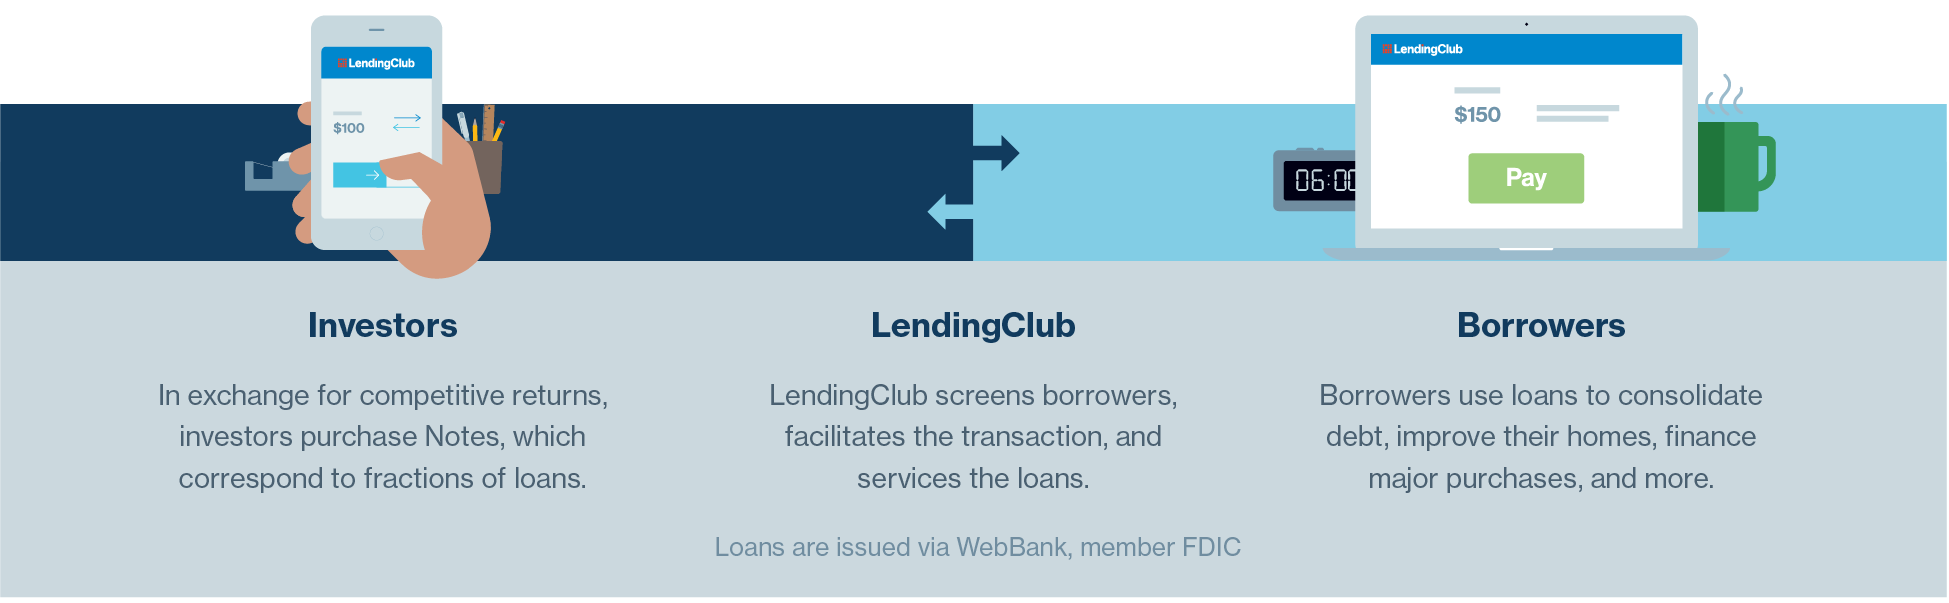 LendingClub
$100
LendingClub
$150
Pay
06:00
Investors
In exchange for competitive returns,
investors purchase Notes, which
correspond to fractions of loans.
LendingClub
LendingClub screens borrowers,
facilitates the transaction, and
services the loans.
Borrowers
Borrowers use loans to consolidate
debt, improve their homes, finance
major purchases, and more.
Loans are issued via WebBank, member FDIC